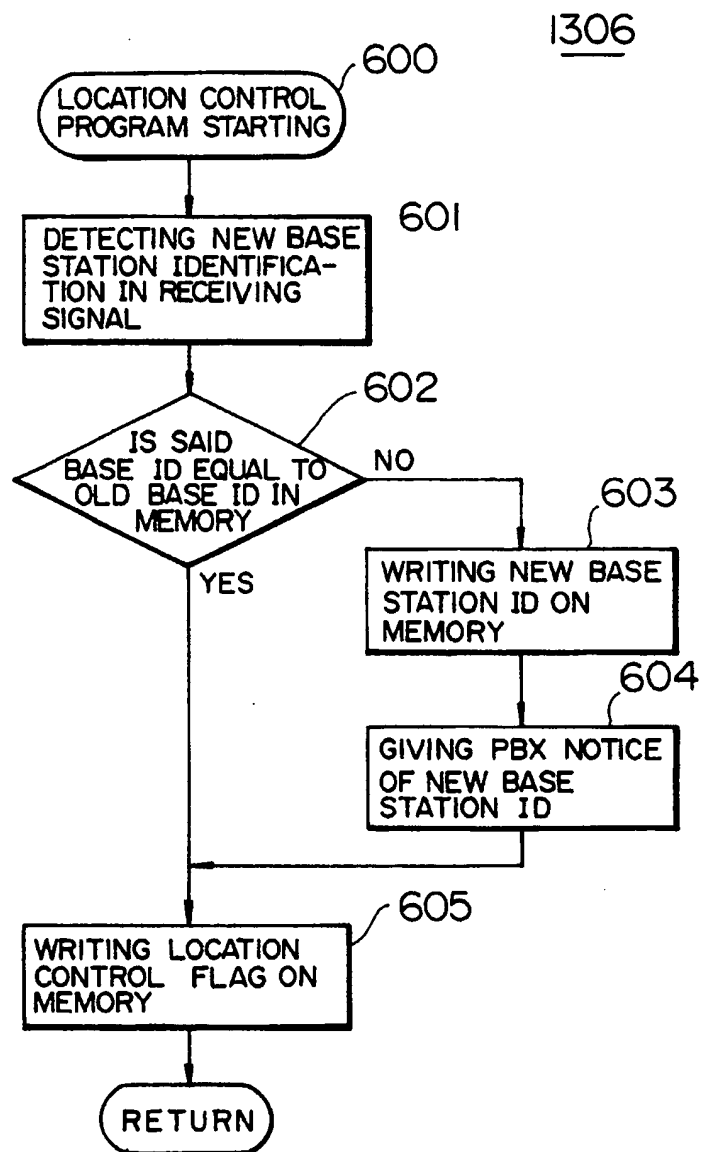 1306
600
LOCATION CONTROL
PROGRAM STARTING
601
DETECTING NEW BASE
STATION IDENTIFICA-
TION IN RECEIVING
SIGNAL
602
IS SAID
BASE ID EQUAL TO
OLD BASE ID IN
MEMORY
NO
YES
603
WRITING NEW BASE
STATION ID ON
MEMORY
604
GIVING PBX NOTICE
OF NEW BASE
STATION ID
605
WRITING LOCATION
CONTROL FLAG ON
MEMORY
RETURN